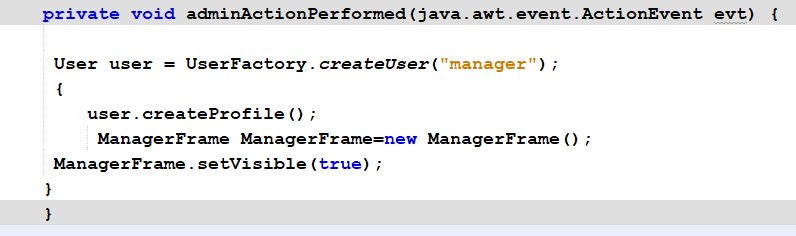 private void adminActionPerformed(java.awt.event.ActionEvent evt) {
User user = UserFactory.createUser("manager");
{
user.createProfile();
ManagerFrame ManagerFrame=new ManagerFrame();
ManagerFrame.setVisible(true);
}
}